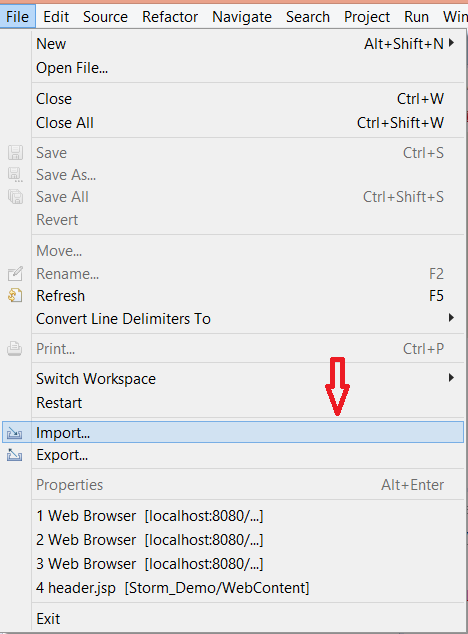 File Edit Source Refactor Navigate Search Project Run Win
New Alt+Shift+N
Open File...
Close Ctrl+W
Close All Ctrl+Shift+W
Save Ctrl+S
Save As...
Save All Ctrl+Shift+S
Revert
Move...
Rename... F2
Refresh F5
Convert Line Delimiters To
Print... Ctrl+P
Switch Workspace
Restart
Import...
Export...
Properties Alt+Enter
1 Web Browser [localhost:8080/...]
2 Web Browser [localhost:8080/...]
3 Web Browser [localhost:8080/...]
4 header.jsp [Storm_Demo/WebContent]
Exit